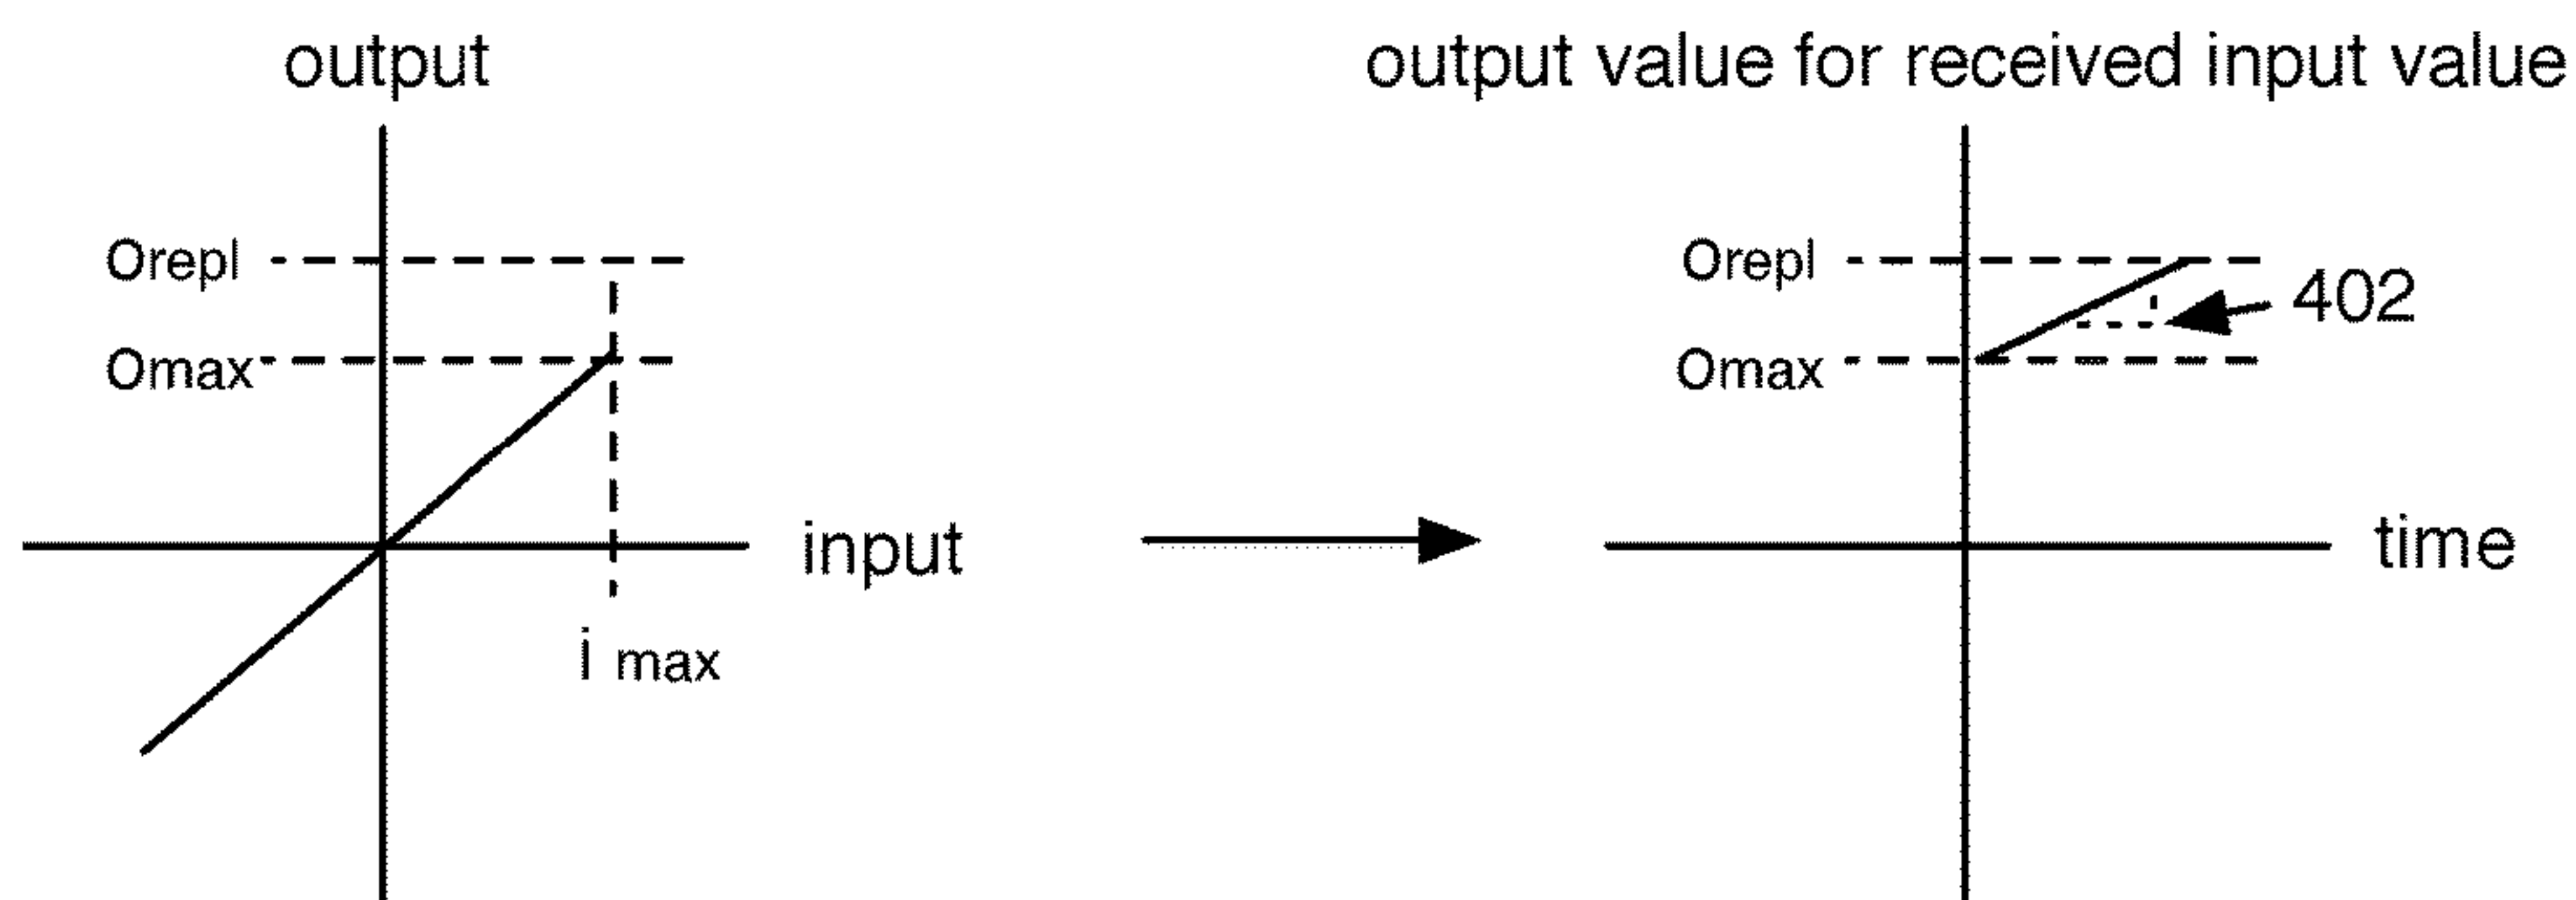 output
Orepl
Omax
input
i max
output value for received input value
Orepl
402
Omax
time